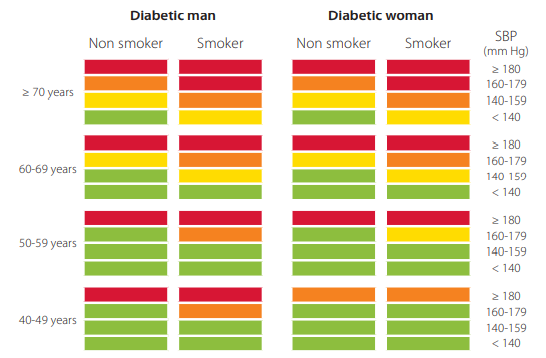 Diabetic man Diabetic woman
Non smoker Smoker Non smoker Smoker SBP
(mm Hg)
≥ 70 years
≥ 180
160-179
140-159
< 140
60-69 years
≥ 180
160-179
140 159
< 140
50-59 years
≥ 180
160-179
140-159
< 140
40-49 years
≥ 180
160-179
140-159
< 140